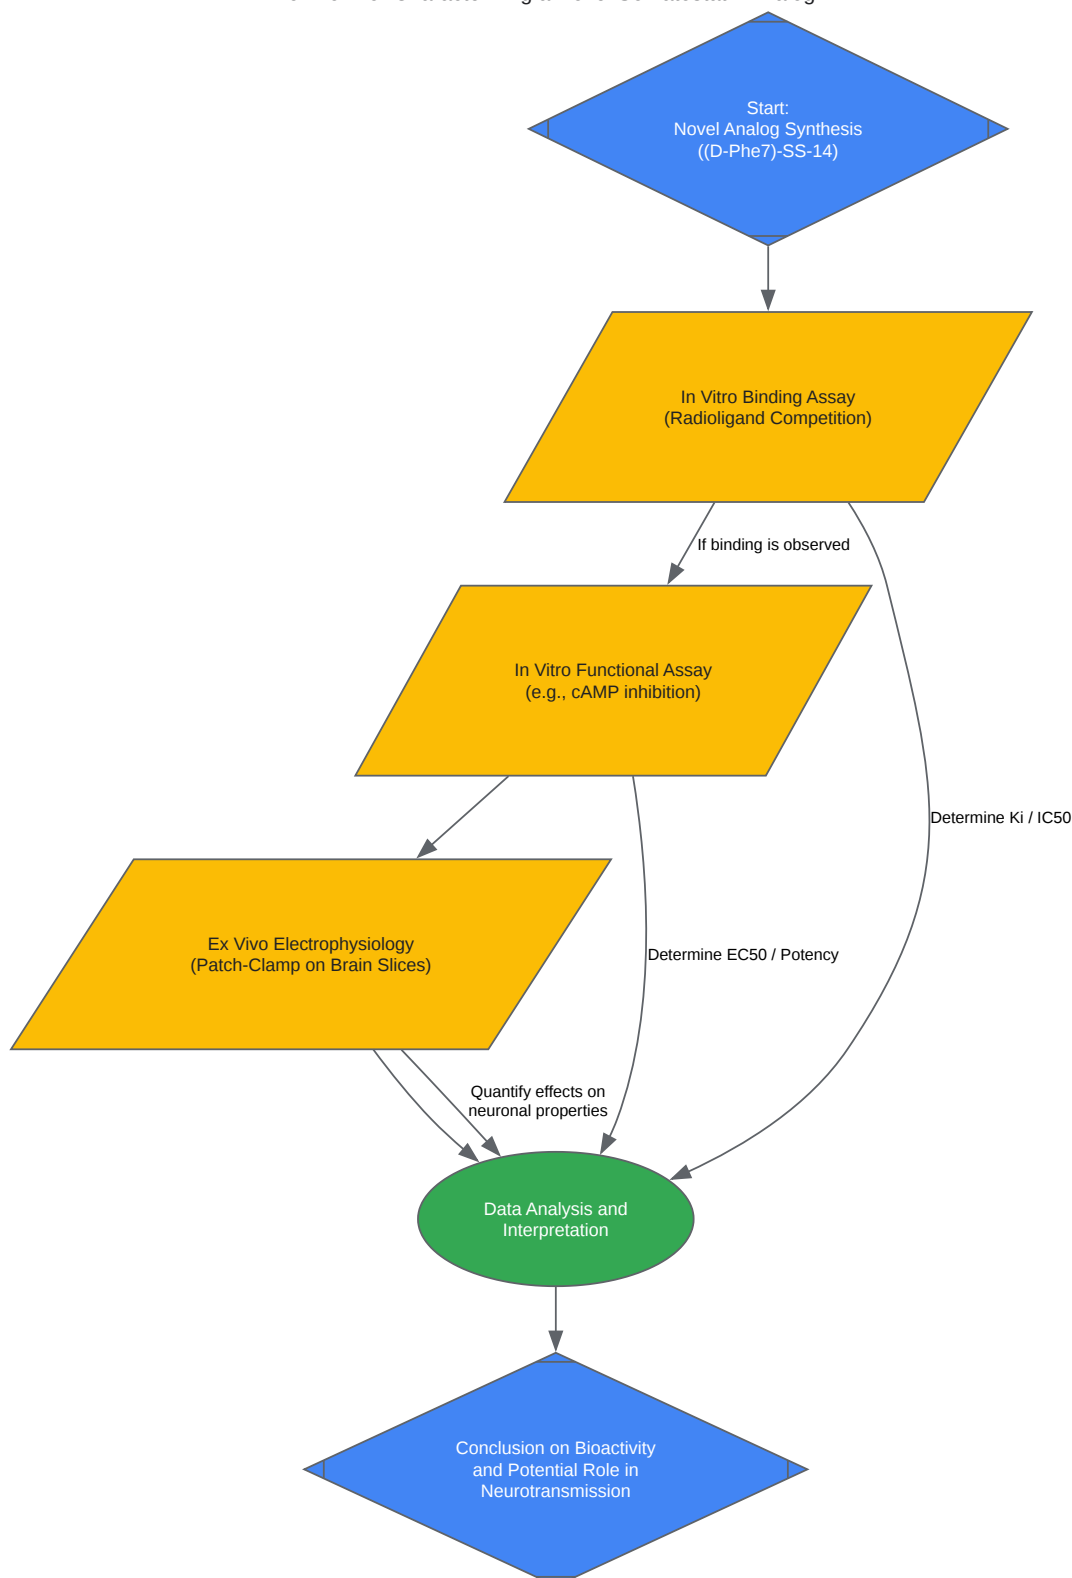 Start:
Novel Analog Synthesis
((D-Phe7)-SS-14)
In Vitro Binding Assay
(Radioligand Competition)
If binding is observed
In Vitro Functional Assay
(e.g., cAMP inhibition)
Determine Ki / IC50
Ex Vivo Electrophysiology
(Patch-Clamp on Brain Slices)
Determine EC50 / Potency
Quantify effects on
neuronal properties
Data Analysis and
Interpretation
Conclusion on Bioactivity
and Potential Role in
Neurotransmission